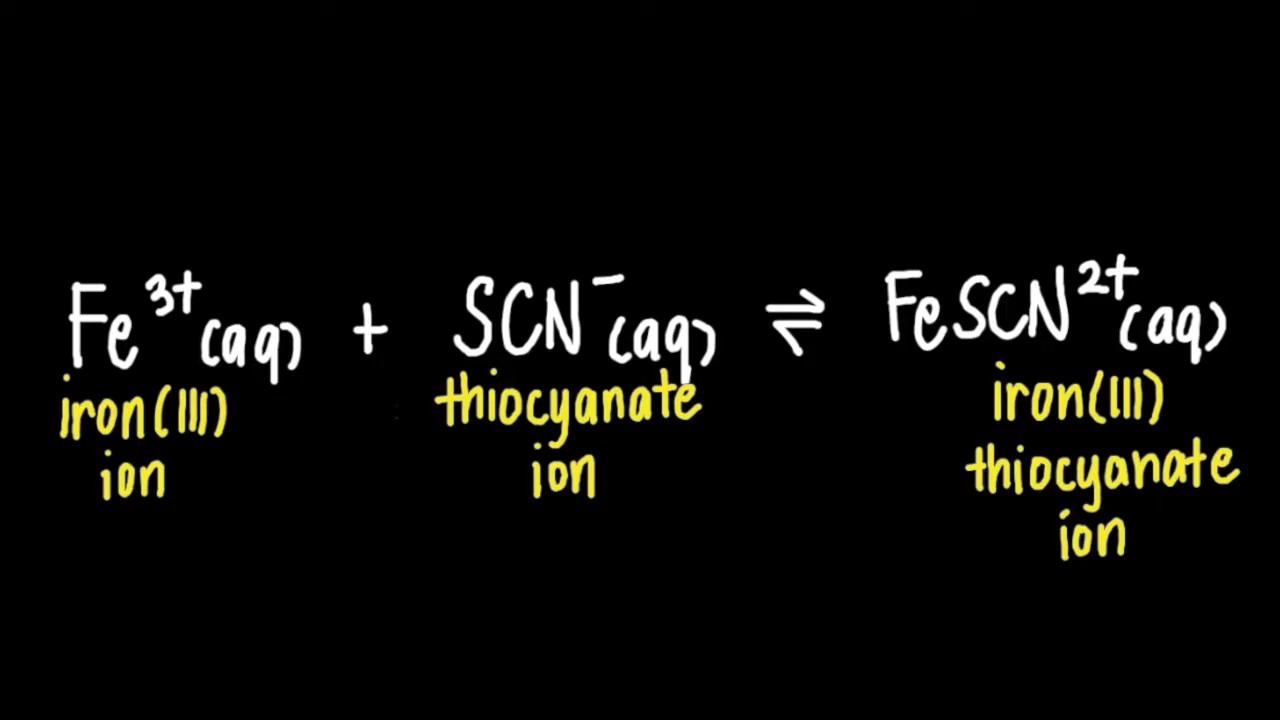 Fe³⁺(aq) + SCN⁻(aq) ⇌ FeSCN²⁺(aq)
iron(III) thiocyanate iron(III)
ion ion thiocyanate
ion